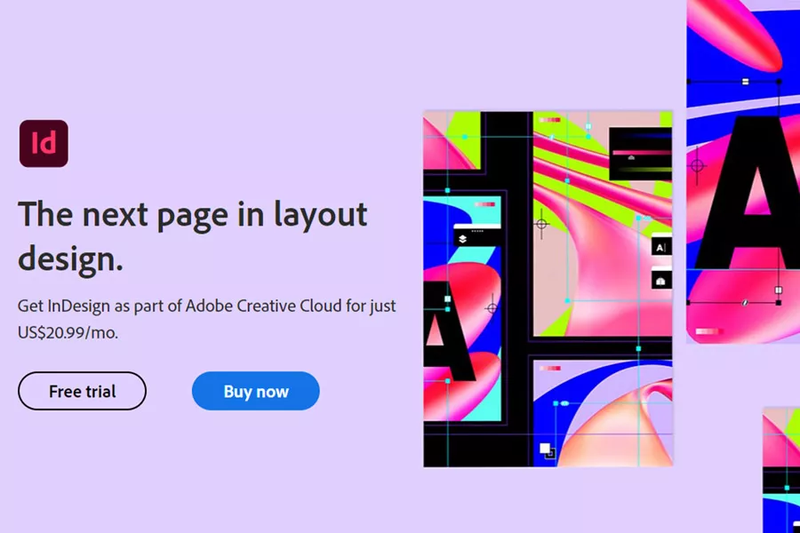 Id
The next page in layout
design.
Get InDesign as part of Adobe Creative Cloud for just
US$20.99/mo.
Free trial
Buy now
A
A
A